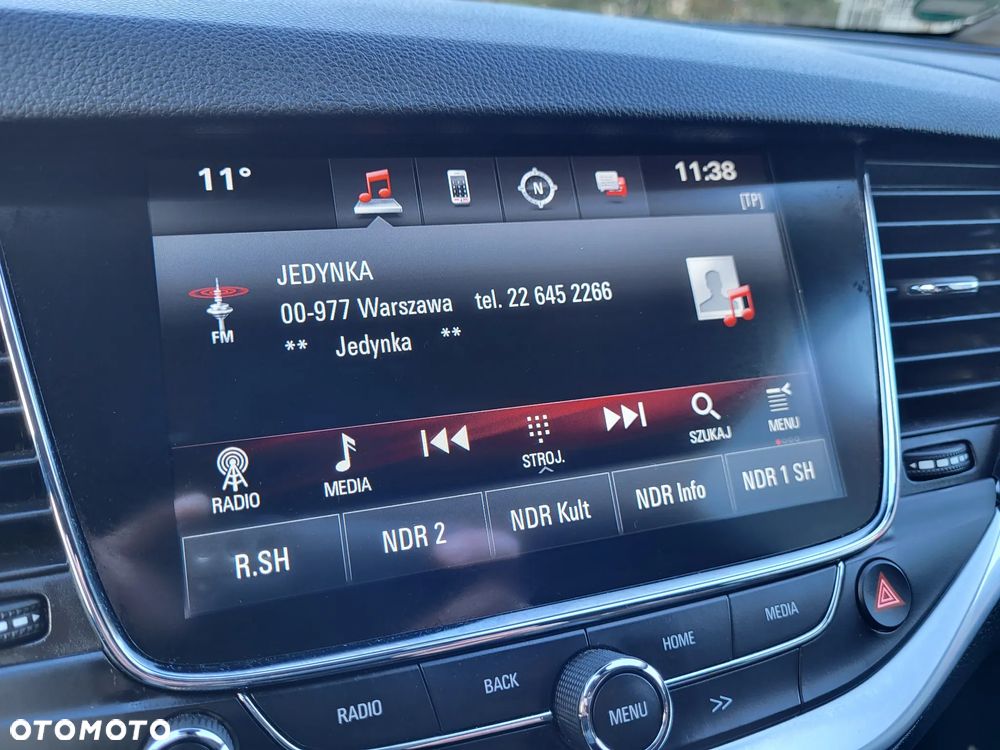 11°
N
11:38
[TP]
JEDYNKA
00-977 Warszawa tel. 22 645 2266
** Jedynka **
FM
RADIO
MEDIA
STROJ.
SZUKAJ
MENU
R.SH
NDR 2
NDR Kult
NDR Info
NDR 1 SH
RADIO
BACK
HOME
MEDIA
MENU
OTOMOTO